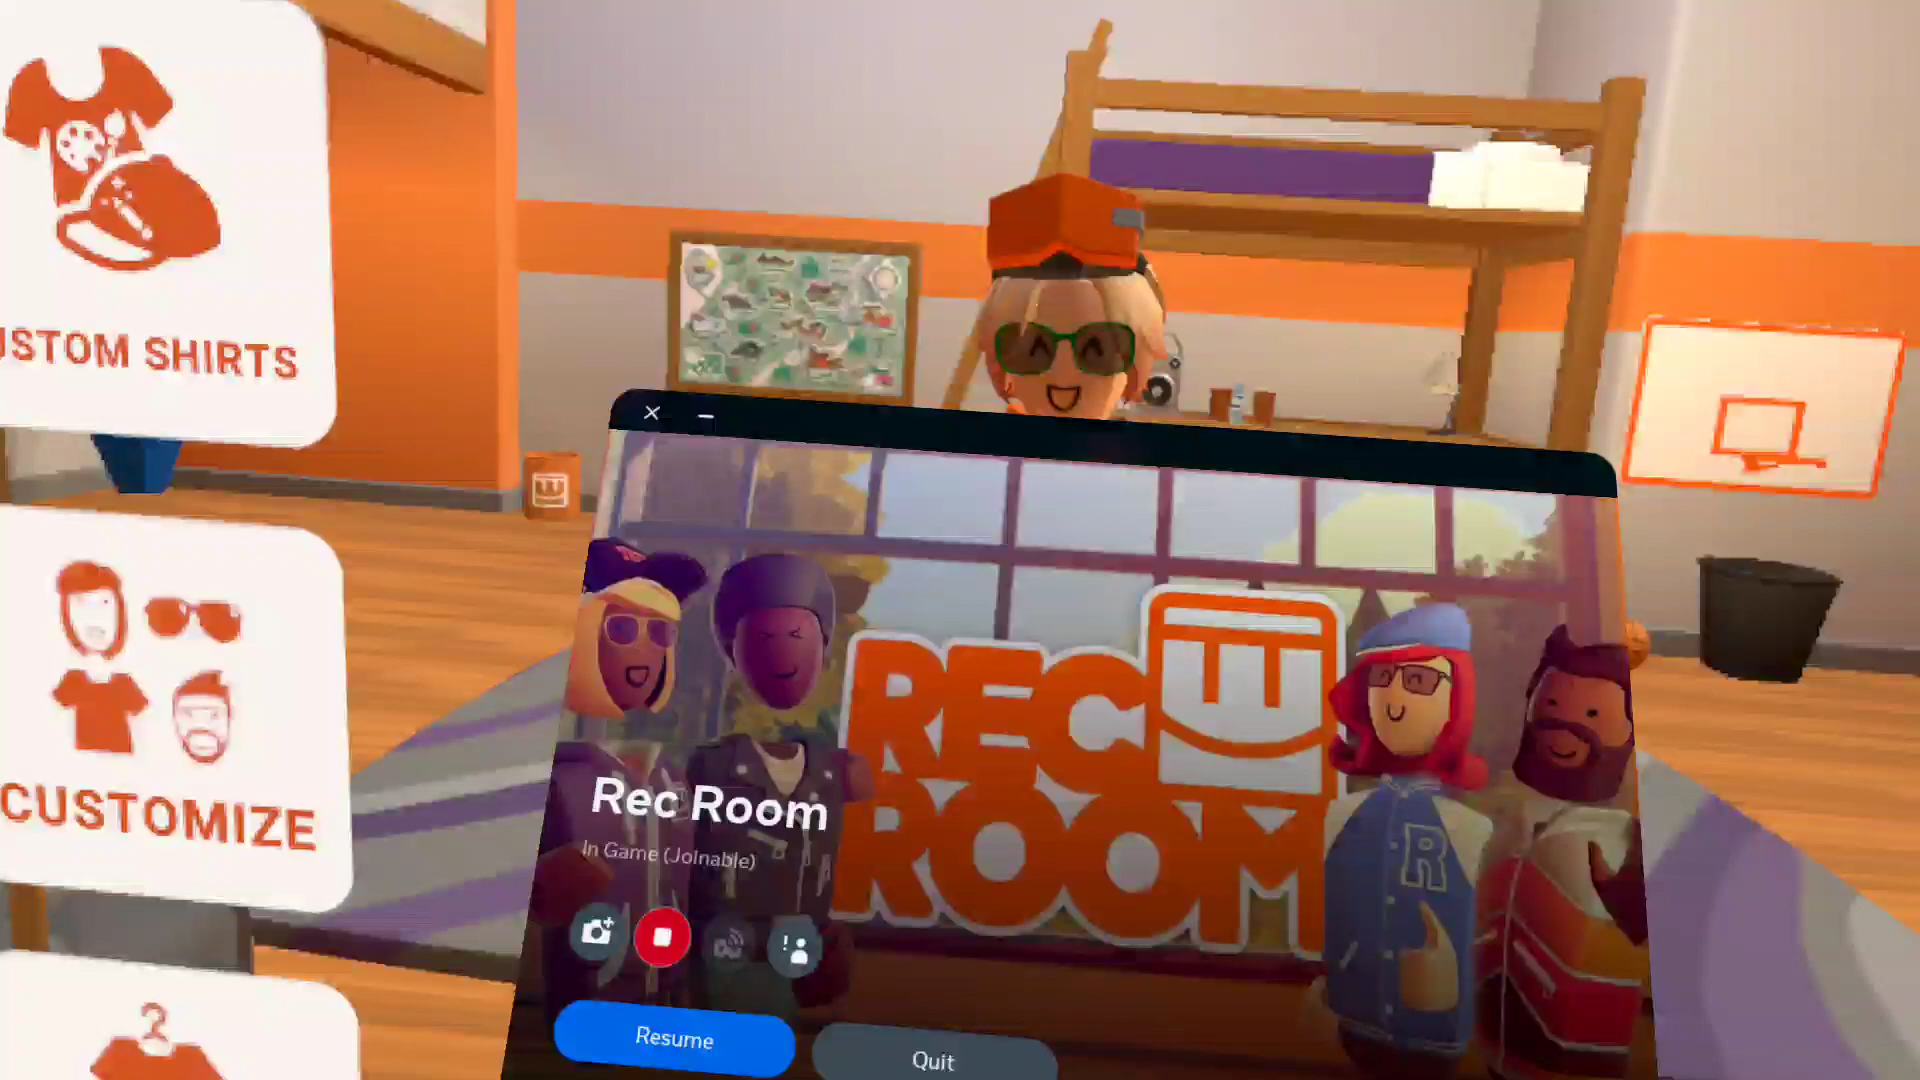 USTOM SHIRTS
CUSTOMIZE
REC
ROOM
Rec Room
In Game (Joinable)
R
Resume
Quit